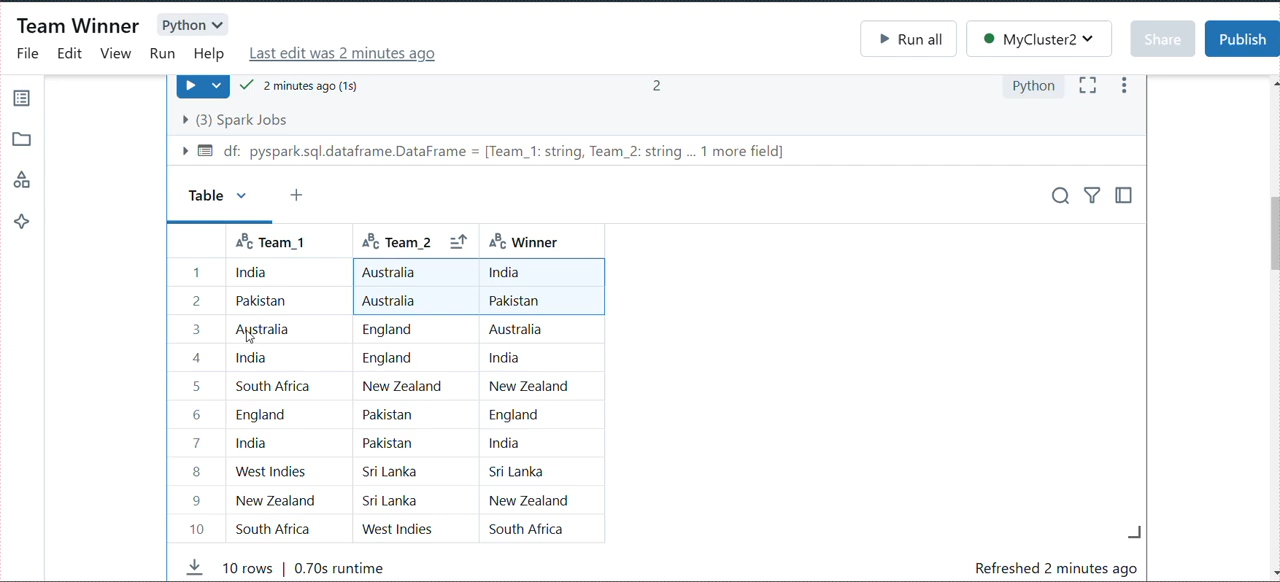 Team Winner Python
File Edit View Run Help Last edit was 2 minutes ago
Run all MyCluster2 Share Publish
2 minutes ago (1s) 2 Python
(3) Spark Jobs
df: pyspark.sql.dataframe.DataFrame = [Team_1: string, Team_2: string ... 1 more field]
Table +
ABC Team_1 ABC Team_2 ABC Winner
1 India Australia India
2 Pakistan Australia Pakistan
3 Australia England Australia
4 India England India
5 South Africa New Zealand New Zealand
6 England Pakistan England
7 India Pakistan India
8 West Indies Sri Lanka Sri Lanka
9 New Zealand Sri Lanka New Zealand
10 South Africa West Indies South Africa
10 rows | 0.70s runtime Refreshed 2 minutes ago